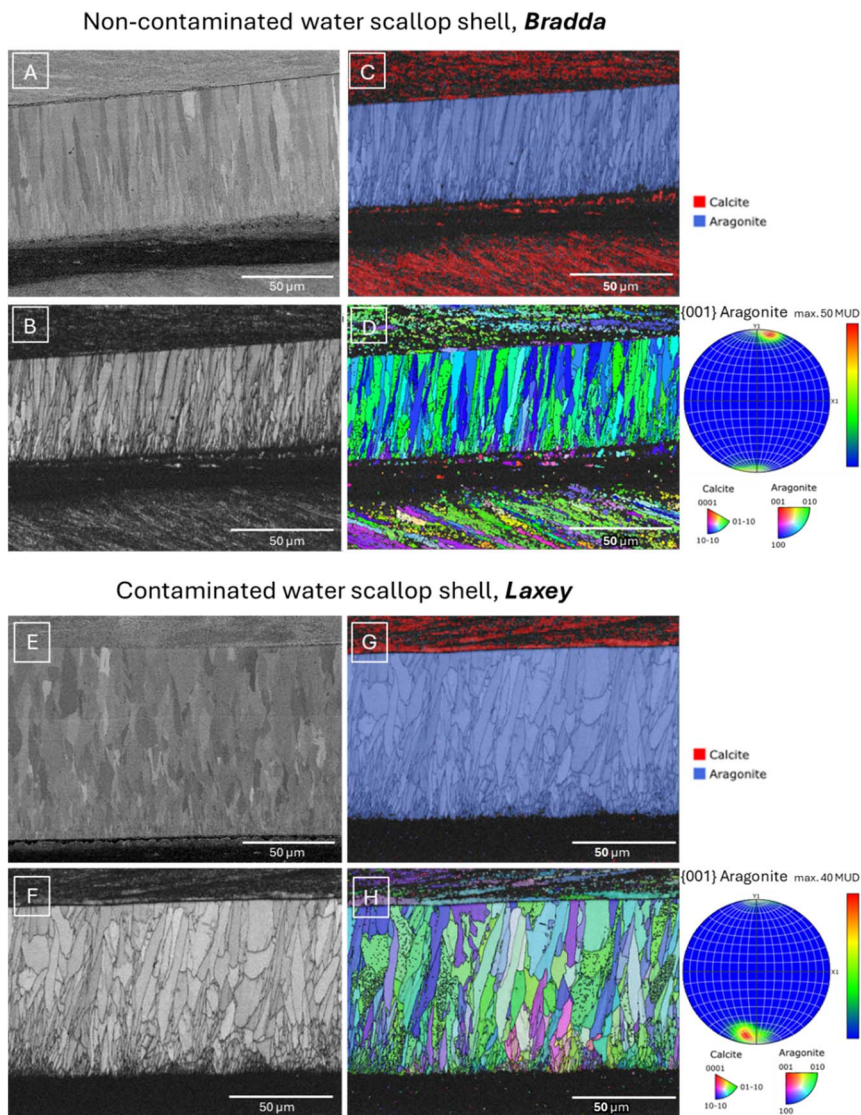 Non-contaminated water scallop shell, Bradda
A
50 µm
C
50 µm
Calcite
Aragonite
B
50 µm
D
50 µm
{001} Aragonite max. 50 MUD
Y1
X1
Calcite
0001
01-10
10-10
Aragonite
001 010
100
Contaminated water scallop shell, Laxey
E
50 µm
G
50 µm
Calcite
Aragonite
F
50 µm
H
50 µm
{001} Aragonite max. 40 MUD
Y1
X1
Calcite
0001
01-10
10-10
Aragonite
001 010
100